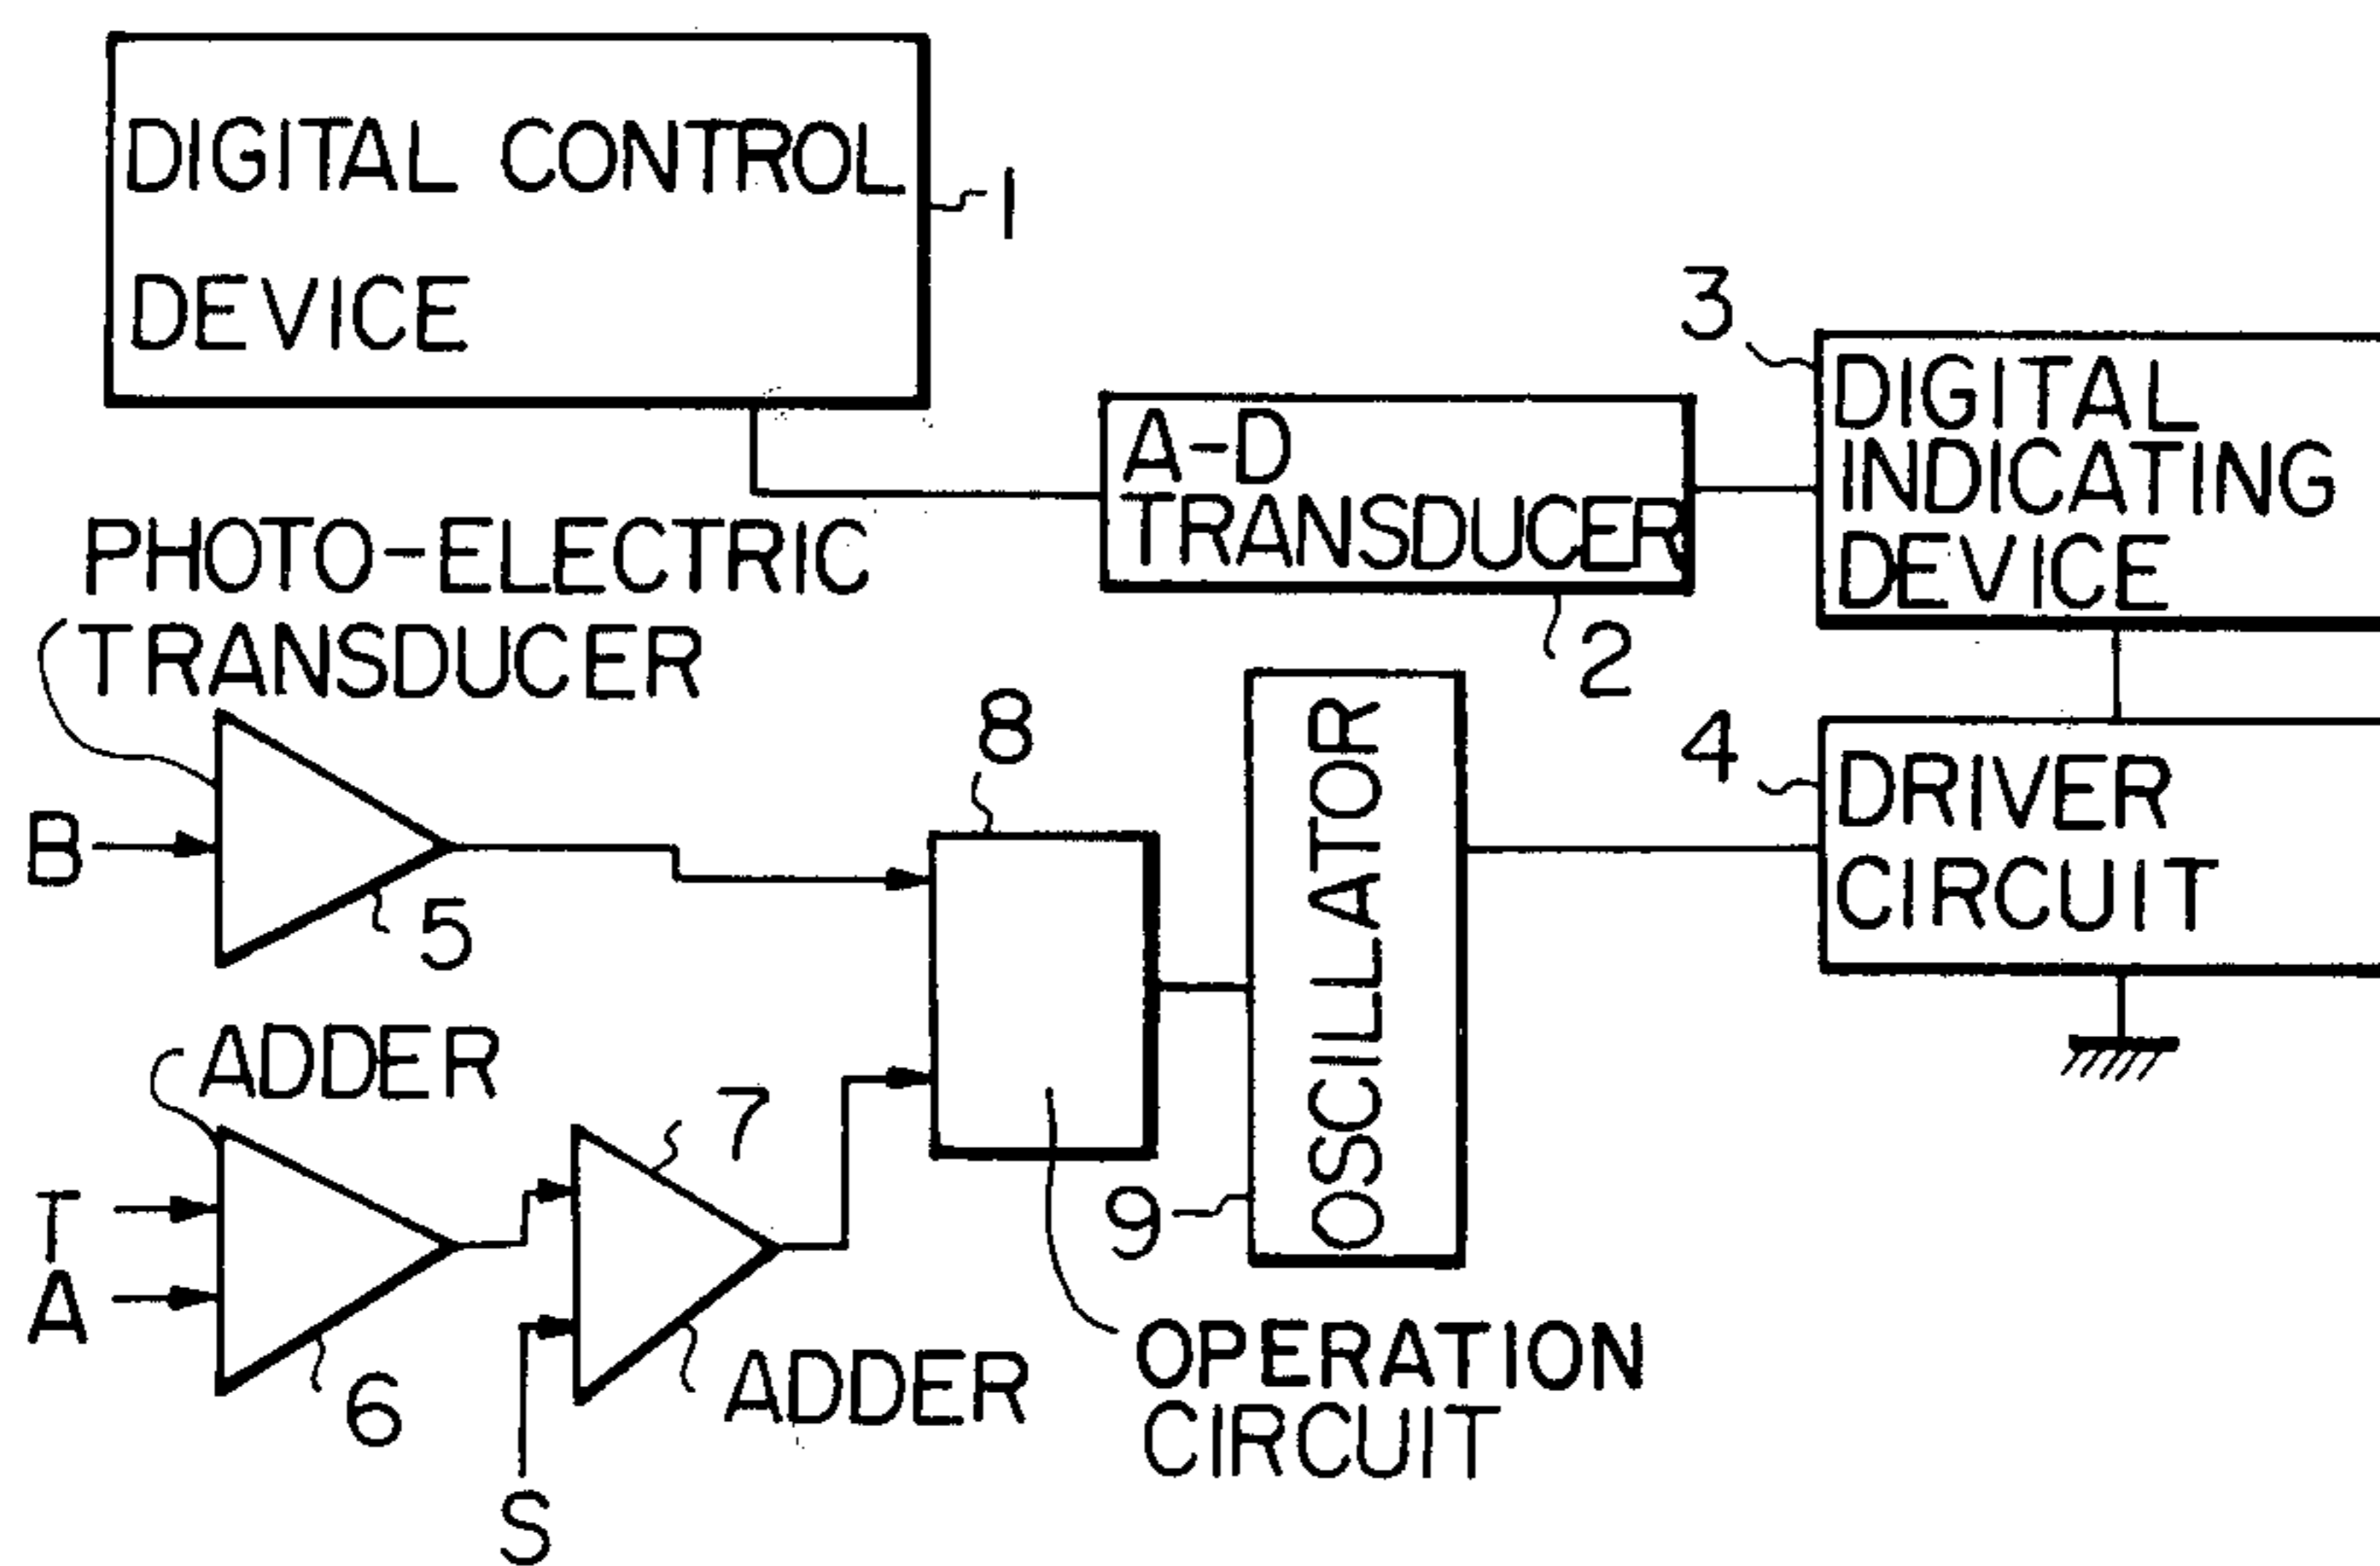 DIGITAL CONTROL
DEVICE
1
A-D
TRANSDUCER
2
3
DIGITAL
INDICATING
DEVICE
PHOTO-ELECTRIC
TRANSDUCER
B
5
8
OSCILLATOR
9
4
DRIVER
CIRCUIT
ADDER
T
A
6
7
ADDER
S
OPERATION
CIRCUIT